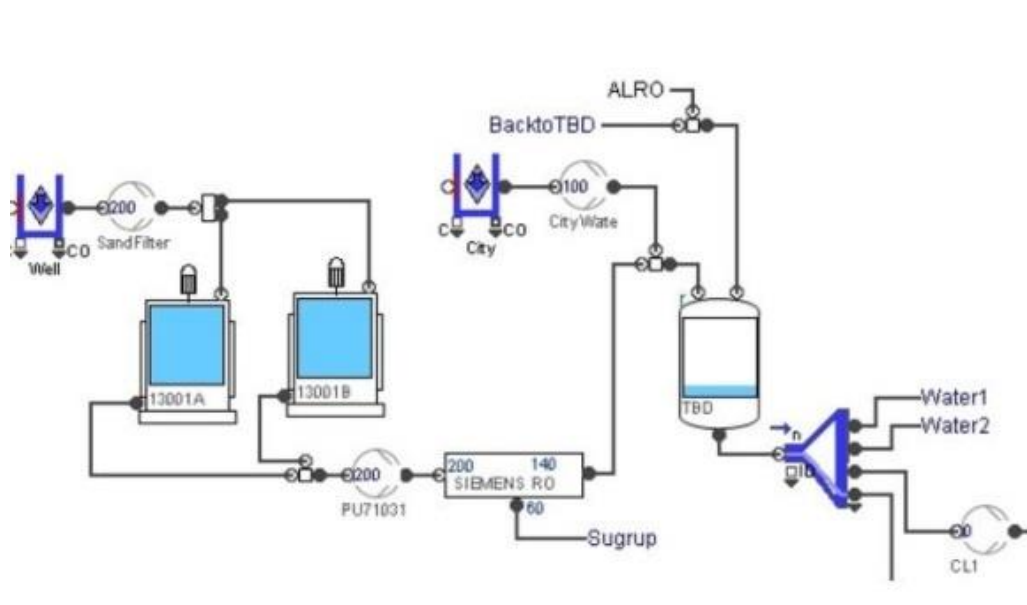 ALRO
BacktoTBD
200
SandFilter
CO
Well
100
CityWate
C
CO
City
13001A
13001B
TBD
n
Water1
Water2
200
PU71031
200
140
SIEMENS RO
60
Sugrup
0
CL1